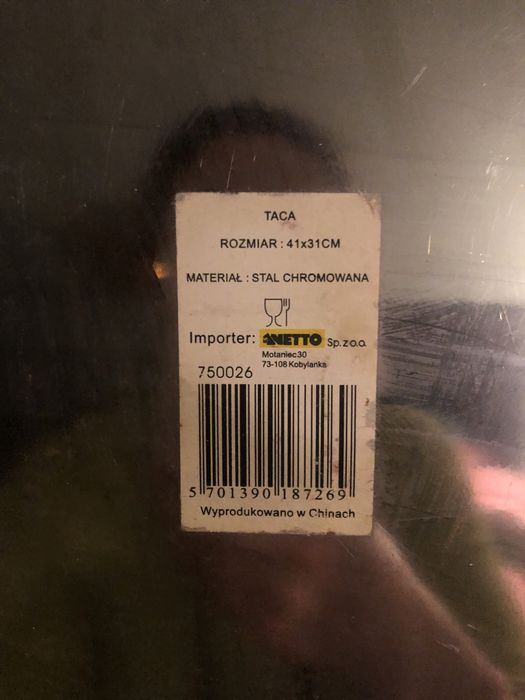 TACA
ROZMIAR : 41x31CM
MATERIAŁ : STAL CHROMOWANA
Importer: NETTO Sp.z o.o.
Motaniec30
73-108 Kobylanka
750026
5 701390 187269
Wyprodukowano w Chinach